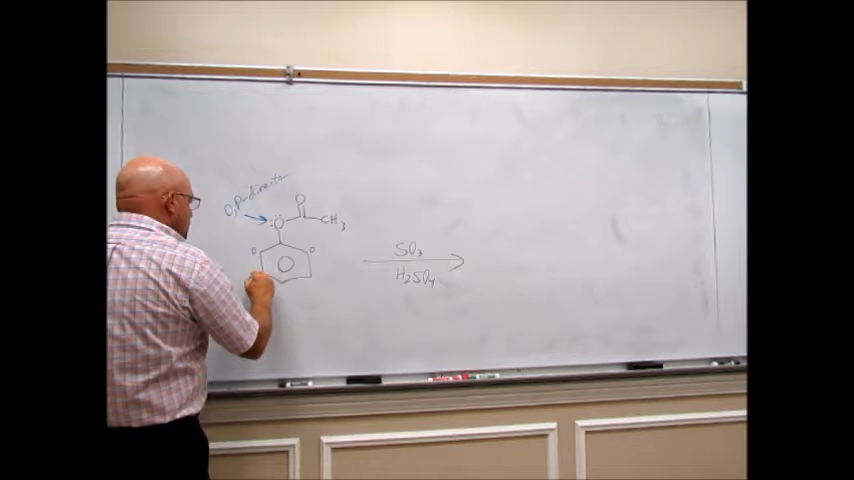 O,P-director
O
:Ö
CH3
O
O
SO3
H2SO4